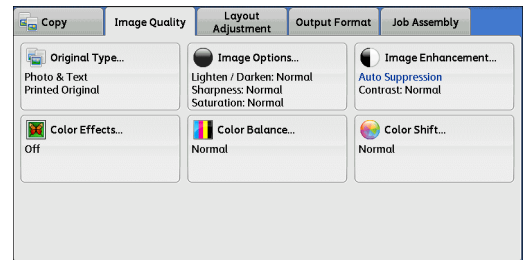 Copy
Image Quality
Layout
Adjustment
Output Format
Job Assembly
Original Type...
Photo & Text
Printed Original
Image Options...
Lighten / Darken: Normal
Sharpness: Normal
Saturation: Normal
Image Enhancement...
Auto Suppression
Contrast: Normal
Color Effects...
Off
Color Balance...
Normal
Color Shift...
Normal